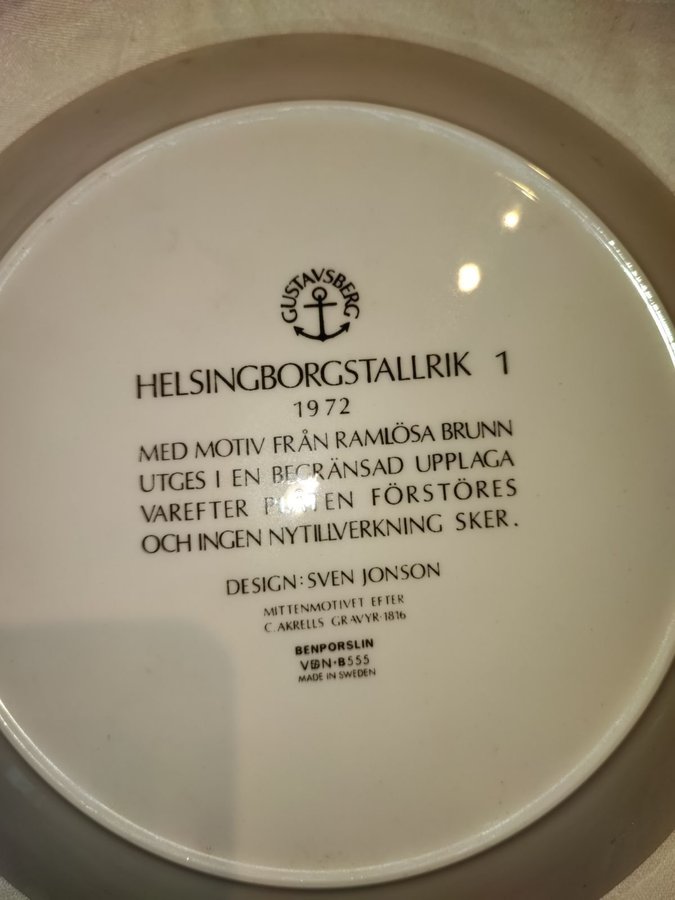 GUSTAVSBERG
HELSINGBORGSTALLRIK 1
1972
MED MOTIV FRÅN RAMLÖSA BRUNN
UTGES I EN BEGRÄNSAD UPPLAGA
VAREFTER FÖRSTÖRES
OCH INGEN NYTILLVERKNING SKER.
DESIGN: SVEN JONSON
MITTENMOTIVET EFTER
C. AKRELLS GRAVYR·1816
BENPORSLIN
VDN·B555
MADE IN SWEDEN